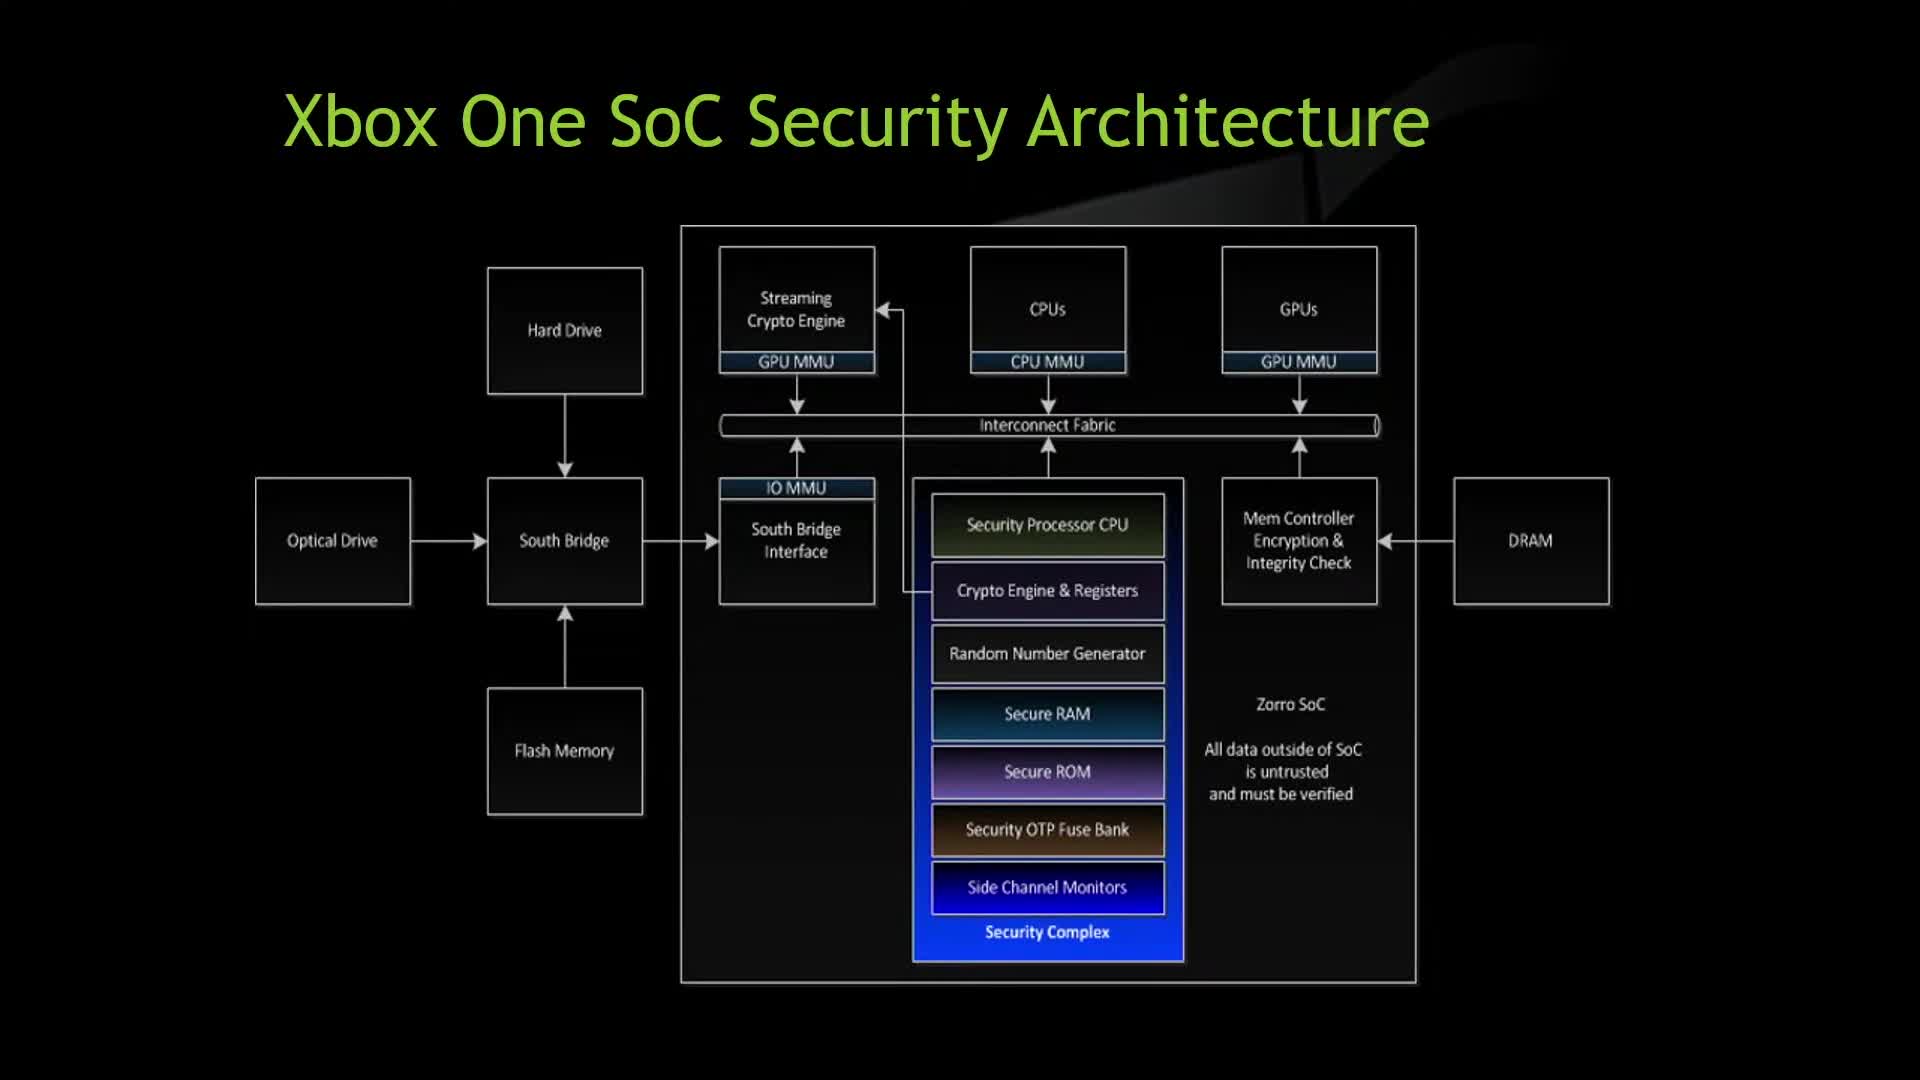 Xbox One SoC Security Architecture
Hard Drive
Optical Drive
South Bridge
Flash Memory
Streaming
Crypto Engine
GPU MMU
CPUs
CPU MMU
GPUs
GPU MMU
Interconnect Fabric
IO MMU
South Bridge
Interface
Security Processor CPU
Crypto Engine & Registers
Random Number Generator
Secure RAM
Secure ROM
Security OTP Fuse Bank
Side Channel Monitors
Security Complex
Mem Controller
Encryption &
Integrity Check
DRAM
Zorro SoC
All data outside of SoC
is untrusted
and must be verified